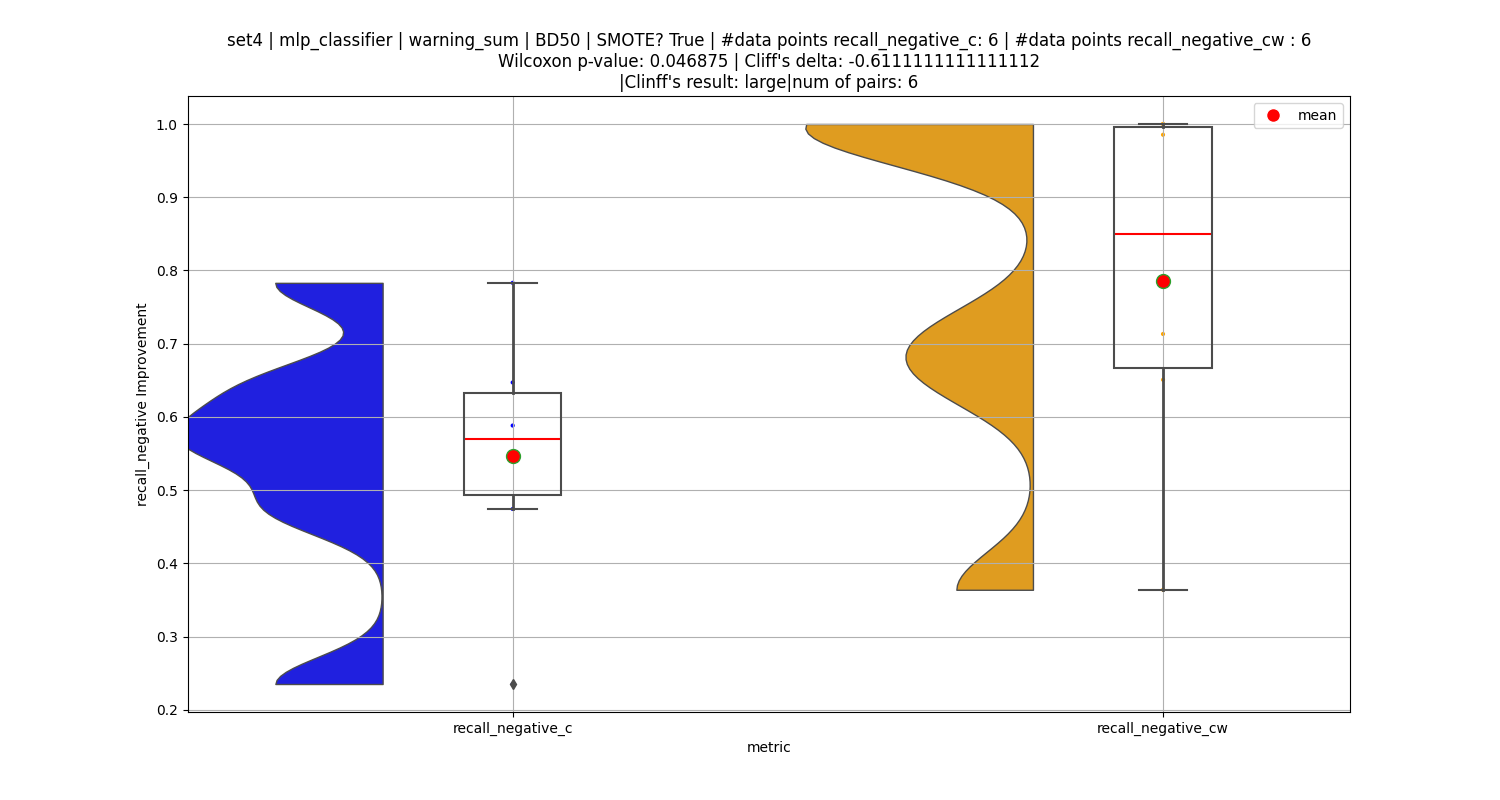 set4 | mlp_classifier | warning_sum | BD50 | SMOTE? True | #data points recall_negative_c: 6 | #data points recall_negative_cw : 6
Wilcoxon p-value: 0.046875 | Cliff's delta: -0.6111111111111112
|Clinff's result: large|num of pairs: 6
mean
1.0
0.9
0.8
0.7
0.6
0.5
0.4
0.3
0.2
recall_negative Improvement
recall_negative_c
recall_negative_cw
metric